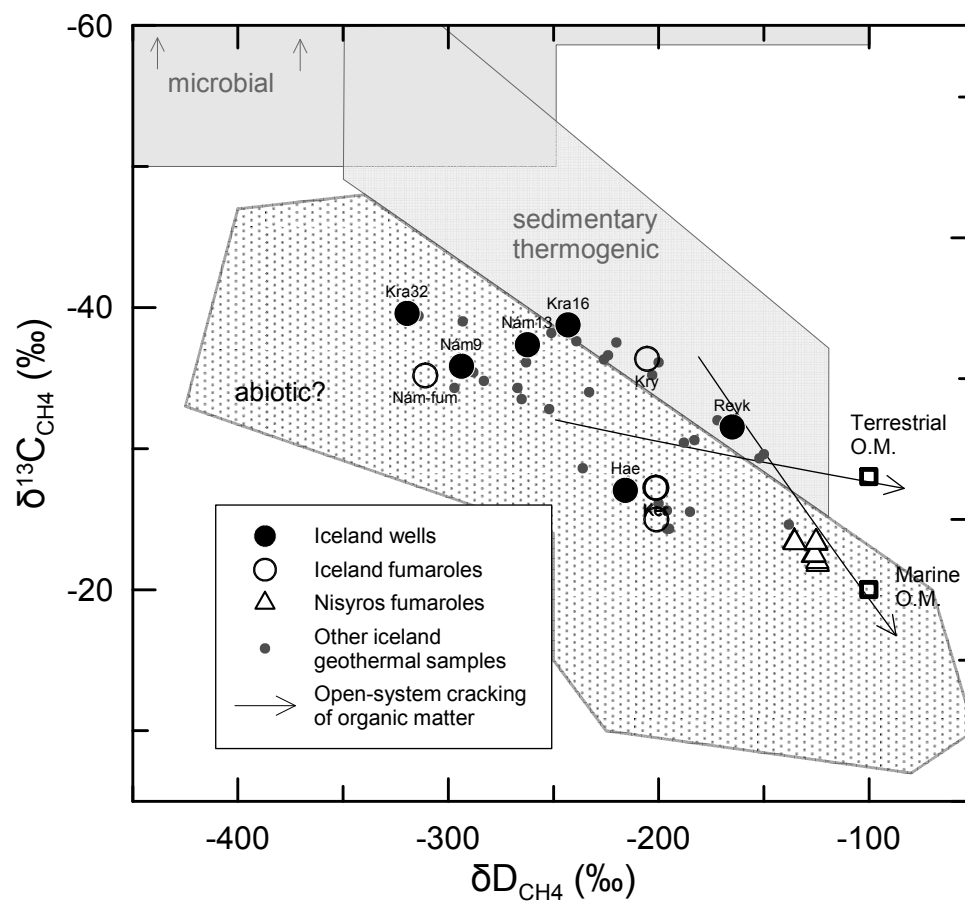 -60
microbial
sedimentary
thermogenic
-40
Kra32
Kra16
Nám13
Nám9
Kry
Nám-fum
abiotic?
Reyk
Terrestrial
O.M.
Hae
Iceland wells
Iceland fumaroles
Nisyros fumaroles
Other iceland
geothermal samples
Open-system cracking
of organic matter
-20
Marine
O.M.
δ13CCH4 (‰)
-400
-300
-200
-100
δDCH4 (‰)